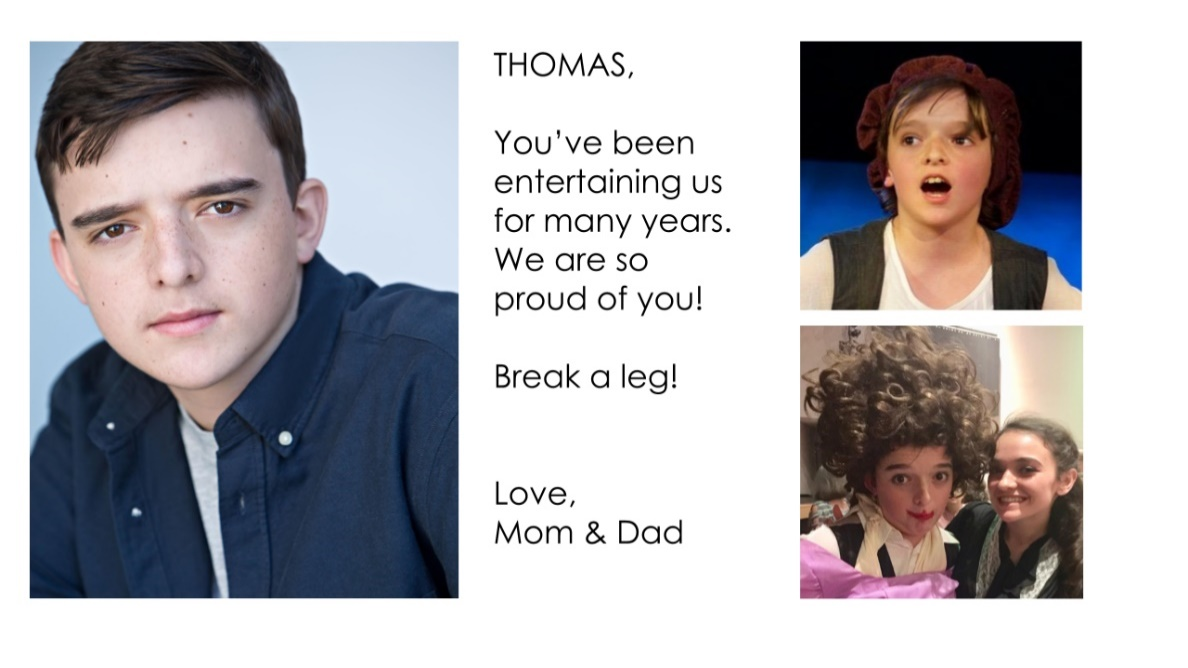 THOMAS,
You’ve been
entertaining us
for many years.
We are so
proud of you!
Break a leg!
Love,
Mom & Dad